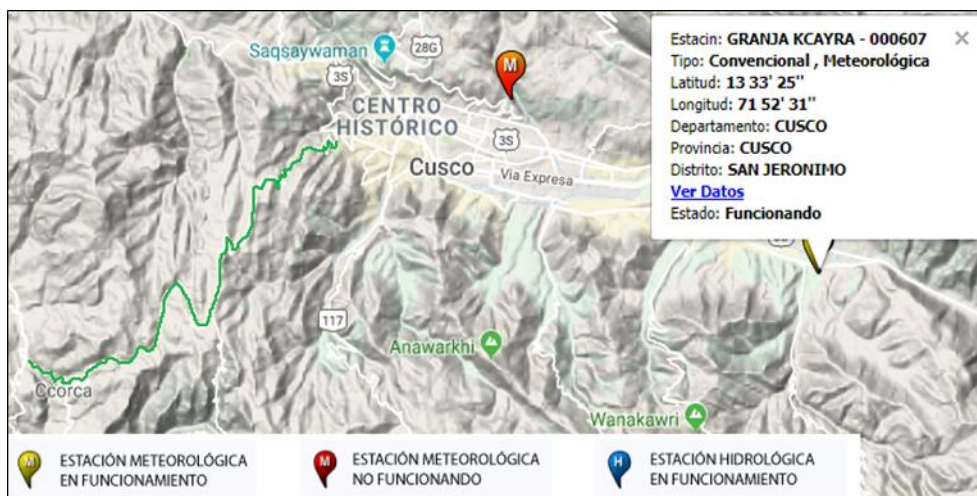 Saqsaywaman
28G
M
3S
CENTRO
HISTÓRICO
3S
Cusco
Via Expresa
117
Anawarkhi
Ccorca
Wanakawri
Estacin: GRANJA KCAYRA - 000607
Tipo: Convencional , Meteorológica
Latitud: 13 33' 25''
Longitud: 71 52' 31''
Departamento: CUSCO
Provincia: CUSCO
Distrito: SAN JERONIMO
Ver Datos
Estado: Funcionando
M
ESTACIÓN METEOROLÓGICA
EN FUNCIONAMIENTO
M
ESTACIÓN METEOROLÓGICA
NO FUNCIONANDO
H
ESTACIÓN HIDROLÓGICA
EN FUNCIONAMIENTO